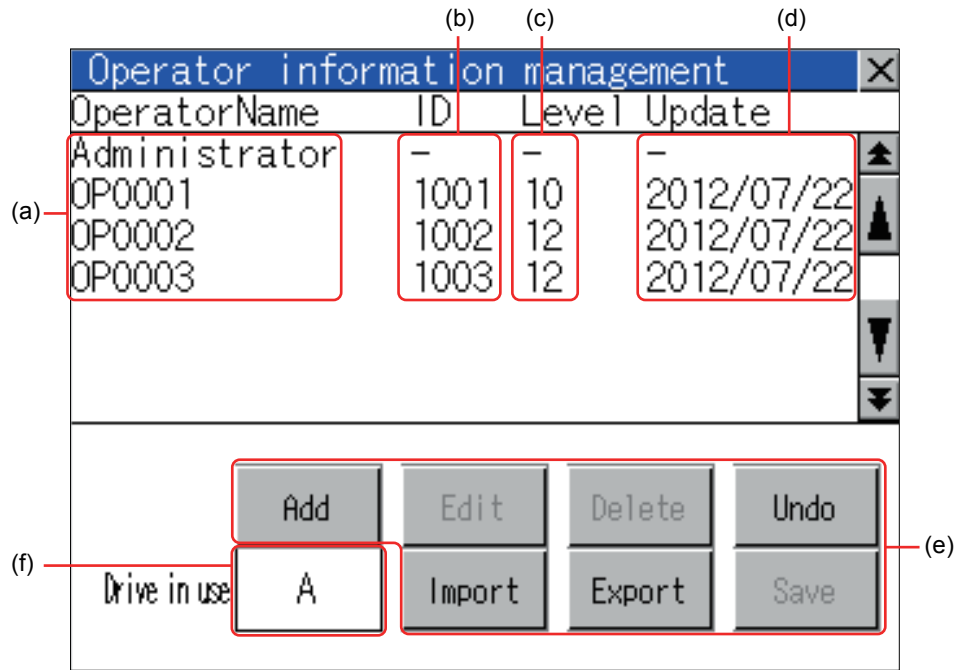 (b) (c) (d)
Operator information management
OperatorName ID Level Update
Administrator - - -
OP0001 1001 10 2012/07/22
(a)
OP0002 1002 12 2012/07/22
OP0003 1003 12 2012/07/22
Add Edit Delete Undo
(e)
(f)
Drive in use A Import Export Save